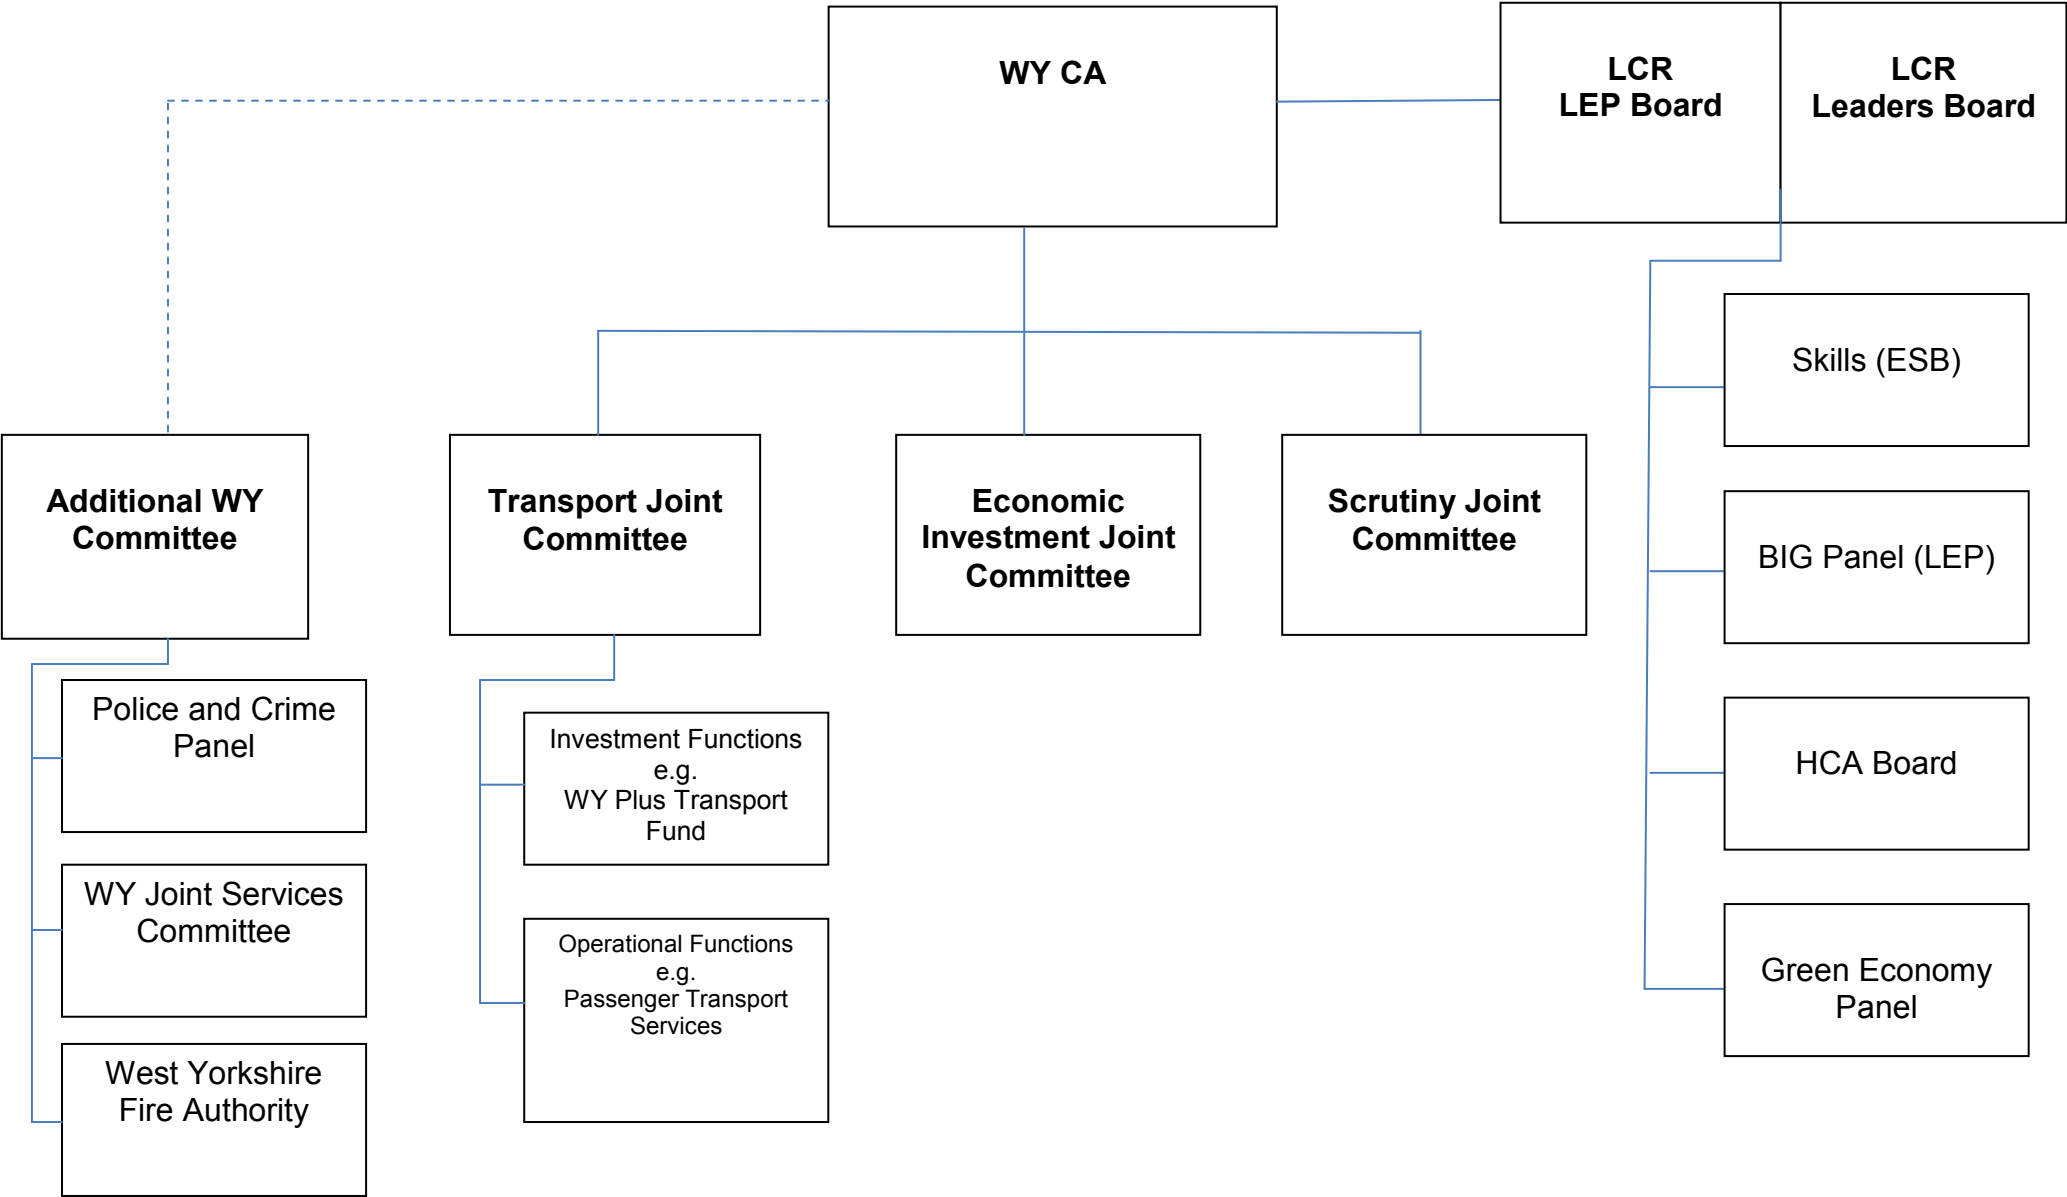 WY CA
LCR
LEP Board
LCR
Leaders Board
Additional WY
Committee
Transport Joint
Committee
Economic
Investment Joint
Committee
Scrutiny Joint
Committee
Police and Crime
Panel
WY Joint Services
Committee
West Yorkshire
Fire Authority
Investment Functions
e.g.
WY Plus Transport
Fund
Operational Functions
e.g.
Passenger Transport
Services
Skills (ESB)
BIG Panel (LEP)
HCA Board
Green Economy
Panel